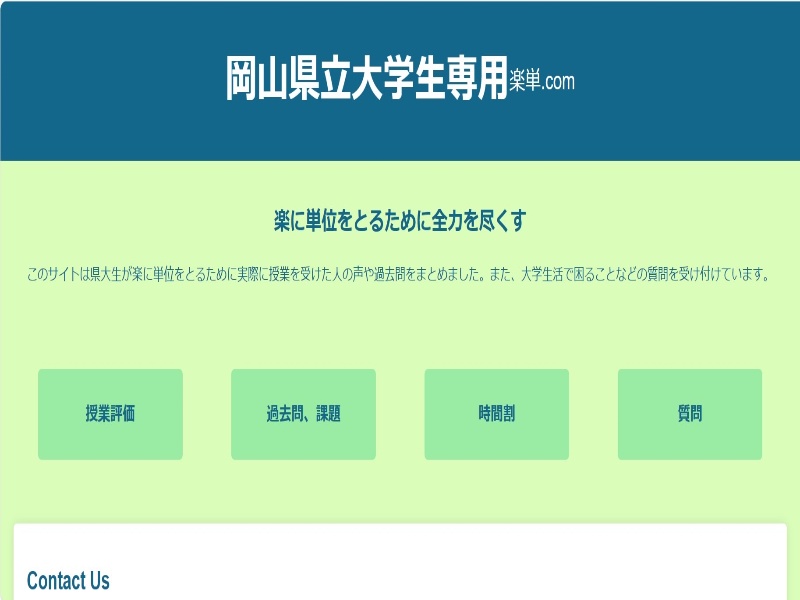 岡山県立大学生専用楽単.com
楽に単位をとるために全力を尽くす
このサイトは県大生が楽に単位をとるために実際に授業を受けた人の声や過去問をまとめました。また、大学生活で困ることなどの質問を受け付けています。
授業評価
過去問、課題
時間割
質問
Contact Us